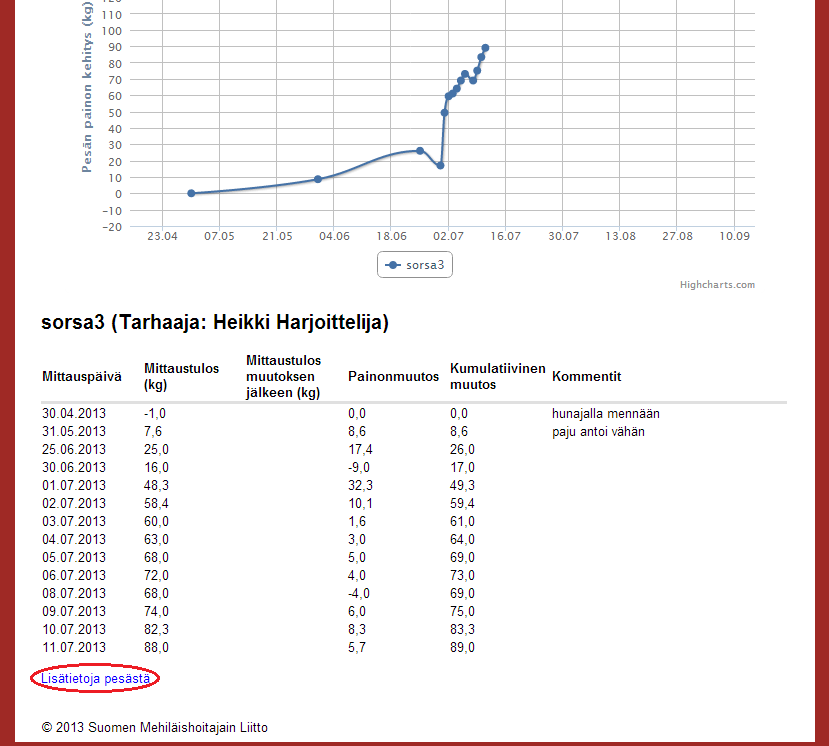 120
110
100
90
80
70
60
50
40
30
20
10
0
-10
-20
Pesän painon kehitys (kg)
23.04 07.05 21.05 04.06 18.06 02.07 16.07 30.07 13.08 27.08 10.09
sorsa3
Highcharts.com
sorsa3 (Tarhaaja: Heikki Harjoittelija)
Mittauspäivä Mittaustulos (kg) Mittaustulos muutoksen jälkeen (kg) Painonmuutos Kumulatiivinen muutos Kommentit
30.04.2013 -1,0 0,0 0,0 hunajalla mennään
31.05.2013 7,6 8,6 8,6 paju antoi vähän
25.06.2013 25,0 17,4 26,0
30.06.2013 16,0 -9,0 17,0
01.07.2013 48,3 32,3 49,3
02.07.2013 58,4 10,1 59,4
03.07.2013 60,0 1,6 61,0
04.07.2013 63,0 3,0 64,0
05.07.2013 68,0 5,0 69,0
06.07.2013 72,0 4,0 73,0
08.07.2013 68,0 -4,0 69,0
09.07.2013 74,0 6,0 75,0
10.07.2013 82,3 8,3 83,3
11.07.2013 88,0 5,7 89,0
Lisätietoja pesästä
© 2013 Suomen Mehiläishoitajain Liitto